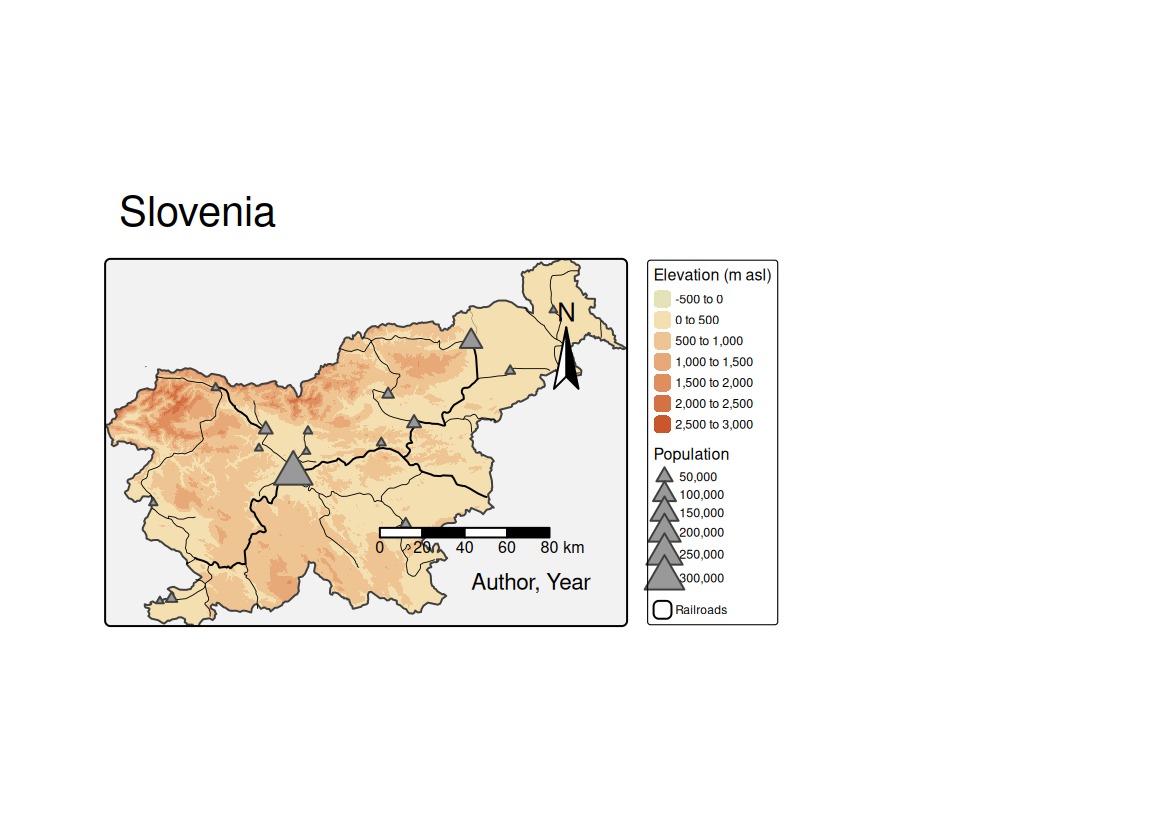 Slovenia
N
0 20 40 60 80 km
Author, Year
Elevation (m asl)
-500 to 0
0 to 500
500 to 1,000
1,000 to 1,500
1,500 to 2,000
2,000 to 2,500
2,500 to 3,000
Population
50,000
100,000
150,000
200,000
250,000
300,000
Railroads